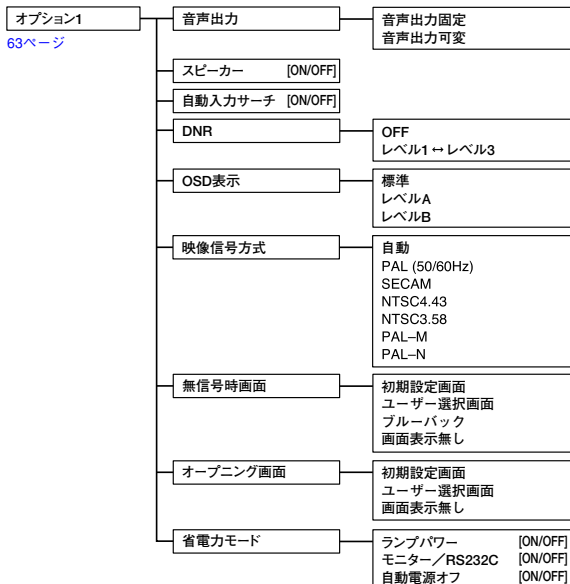 オプション1
63ページ
音声出力
音声出力固定
音声出力可変
スピーカー [ON/OFF]
自動入力サーチ [ON/OFF]
DNR
OFF
レベル1↔レベル3
OSD表示
標準
レベルA
レベルB
映像信号方式
自動
PAL (50/60Hz)
SECAM
NTSC4.43
NTSC3.58
PAL–M
PAL–N
無信号時画面
初期設定画面
ユーザー選択画面
ブルーバック
画面表示無し
オープニング画面
初期設定画面
ユーザー選択画面
画面表示無し
省電力モード
ランプパワー [ON/OFF]
モニター／RS232C [ON/OFF]
自動電源オフ [ON/OFF]